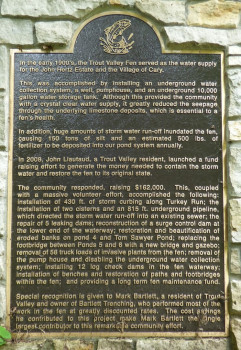 In the early 1900's, the Trout Valley Fen served as the water supply
for the John Hertz Estate and the Village of Cary.
This was accomplished by installing an underground water
collection system, a well, pumphouse, and an underground 10,000
gallon water storage tank. Although this provided the community
with a crystal clear water supply, it greatly reduced the seepage
through the underlying limestone deposits, which is essential to a
fen's health.
In addition, huge amounts of storm water run-off inundated the fen,
causing 550 tons of silt and an estimated 500 lbs. of
fertilizer to be deposited into our pond system annually.
In 2009, John Lieutaud, a Trout Valley resident, launched a fund
raising effort to generate the money needed to contain the storm
water and restore the fen to its original state.
The community responded, raising $162,000. This, coupled
with a massive volunteer effort, accomplished the following:
installation of 430 ft. of storm curbing along Turkey Run; the
installation of two cisterns and an 815 ft. underground pipeline,
which directed the storm water run-off into an existing sewer; the
repair of 5 leaking dams; reconstruction of a surge control dam at
the lower end of the waterway; restoration and beautification of
eroded banks on pond 4 and Tom Sawyer Pond; replacing the
footbridge between Ponds 5 and 6 with a new bridge and gazebo;
removal of 58 truck loads of invasive plants from the fen; removal of
the pump house and disabling the underground water collection
system; installing 12 log check dams in the fen waterway;
installation of benches and restoration of paths and footbridges
within the fen; and providing a long term maintenance fund.
Special recognition is given to Mark Bartlett, a resident of Trout
Valley and owner of Bartlett Trenching, who performed most of the
work in the fen at greatly discounted rates. The cost savings
he contributed to this project make Mark Bartlett the single
largest contributor to this remarkable community effort.